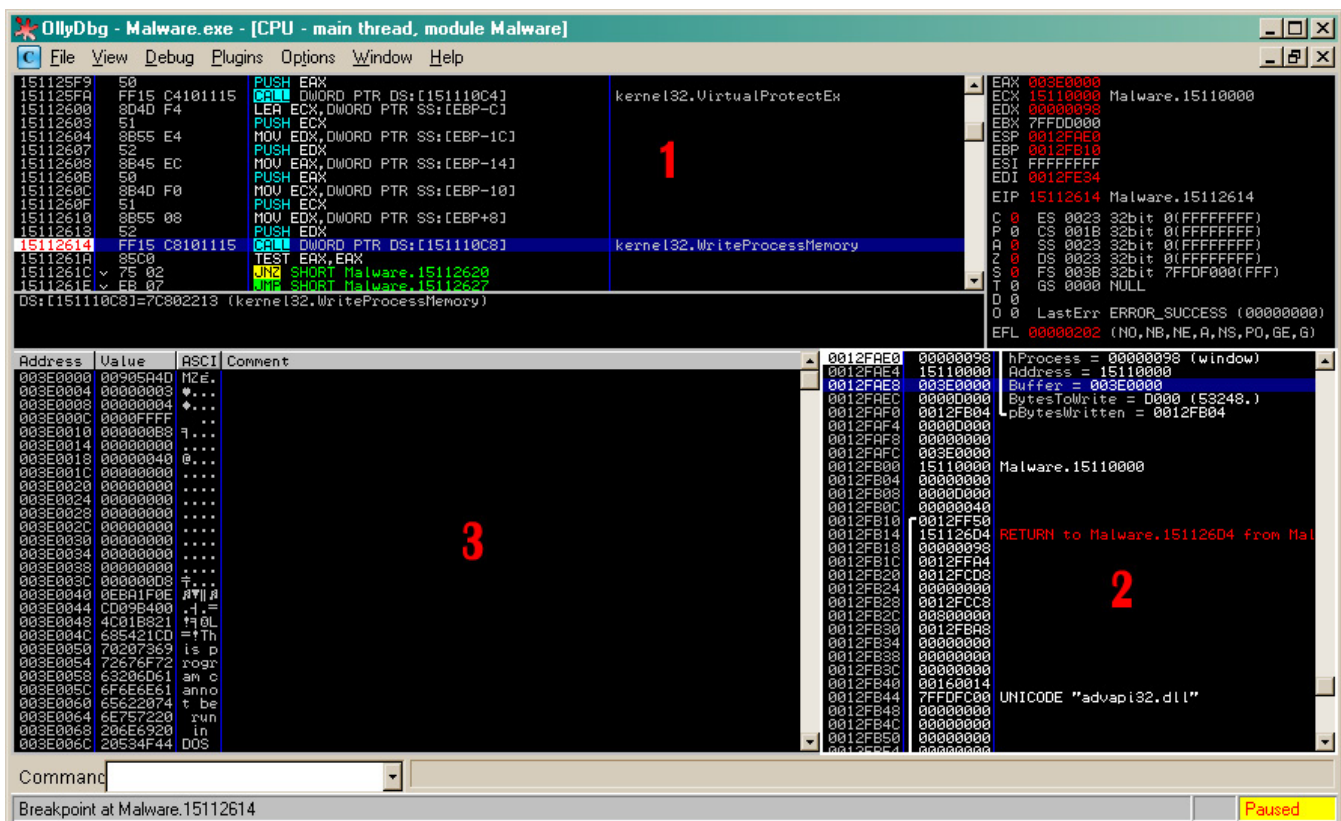 OllyDbg - Malware.exe - [CPU - main thread, module Malware]
C File View Debug Plugins Options Window Help
151125F9 50 PUSH EAX
151125FA FF15 C4101115 CALL DWORD PTR DS:[151110C4] kernel32.VirtualProtectEx
15112600 8D4D F4 LEA ECX,DWORD PTR SS:[EBP-C]
15112603 51 PUSH ECX
15112604 8B55 E4 MOV EDX,DWORD PTR SS:[EBP-1C]
15112607 52 PUSH EDX
15112608 8B45 EC MOV EAX,DWORD PTR SS:[EBP-14]
1511260B 50 PUSH EAX
1511260C 8B4D F0 MOV ECX,DWORD PTR SS:[EBP-10]
1511260F 51 PUSH ECX
15112610 8B55 08 MOV EDX,DWORD PTR SS:[EBP+8]
15112613 52 PUSH EDX
15112614 FF15 C8101115 CALL DWORD PTR DS:[151110C8] kernel32.WriteProcessMemory
1511261A 85C0 TEST EAX,EAX
1511261C 75 02 JNZ SHORT Malware.15112620
1511261E EB 07 JMP SHORT Malware.15112627
1
DS:[151110C8]=7C802213 (kernel32.WriteProcessMemory)
EAX 003E0000
ECX 15110000 Malware.15110000
EDX 00000098
EBX 7FFDD000
ESP 0012FAE0
EBP 0012FB10
ESI FFFFFFFF
EDI 0012FE34
EIP 15112614 Malware.15112614
C 0 ES 0023 32bit 0(FFFFFFFF)
P 0 CS 001B 32bit 0(FFFFFFFF)
A 0 SS 0023 32bit 0(FFFFFFFF)
Z 0 DS 0023 32bit 0(FFFFFFFF)
S 0 FS 003B 32bit 7FFDF000(FFF)
T 0 GS 0000 NULL
D 0
O 0 LastErr ERROR_SUCCESS (00000000)
EFL 00000202 (NO,NB,NE,A,NS,PO,GE,G)
Address Value ASCI Comment
003E0000 00905A4D MZÉ.
003E0004 00000003 ♥...
003E0008 00000004 ♦...
003E000C 0000FFFF ..
003E0010 000000B8 ╕...
003E0014 00000000 ....
003E0018 00000040 @...
003E001C 00000000 ....
003E0020 00000000 ....
003E0024 00000000 ....
003E0028 00000000 ....
003E002C 00000000 ....
003E0030 00000000 ....
003E0034 00000000 ....
003E0038 00000000 ....
003E003C 000000D8 ╪...
003E0040 0EBA1F0E ♫▼║♫
003E0044 CD09B400 .┤.═
003E0048 4C01B821 !╕0L
003E004C 685421CD ═!Th
003E0050 70207369 is p
003E0054 72676F72 rogr
003E0058 63206D61 am c
003E005C 6F6E6E61 anno
003E0060 65622074 t be
003E0064 6E757220 run
003E0068 206E6920 in
003E006C 20534F44 DOS
3
0012FAE0 00000098 hProcess = 00000098 (window)
0012FAE4 15110000 Address = 15110000
0012FAE8 003E0000 Buffer = 003E0000
0012FAEC 0000D000 BytesToWrite = D000 (53248.)
0012FAF0 0012FB04 pBytesWritten = 0012FB04
0012FAF4 0000D000
0012FAF8 00000000
0012FAFC 003E0000
0012FB00 15110000 Malware.15110000
0012FB04 00000000
0012FB08 0000D000
0012FB0C 00000040
0012FB10 0012FF50
0012FB14 151126D4 RETURN to Malware.151126D4 from Mal
0012FB18 00000098
0012FB1C 0012FFA4
0012FB20 0012FCD8
0012FB24 00000000
0012FB28 0012FCC8
0012FB2C 00800000
0012FB30 0012FBA8
0012FB34 00000000
0012FB38 00000000
0012FB3C 00000000
0012FB40 00160014
0012FB44 7FFDFC00 UNICODE "advapi32.dll"
0012FB48 00000000
0012FB4C 00000000
0012FB50 00000000
2
Command
Breakpoint at Malware.15112614 Paused